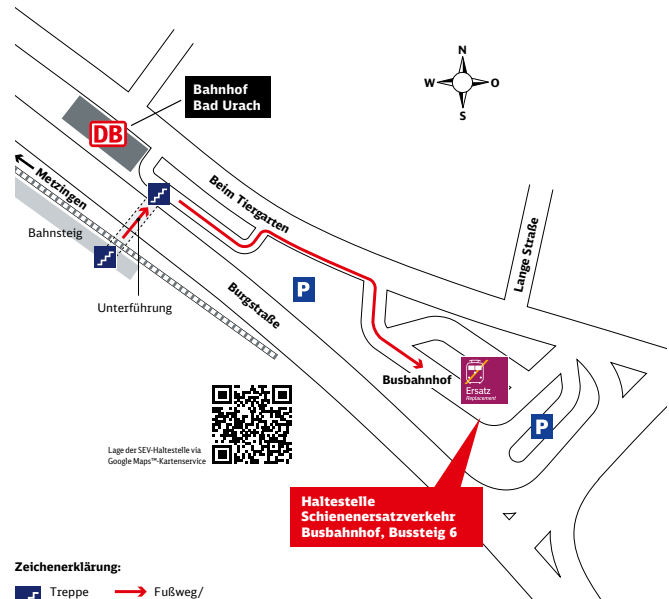 N
W
O
S
Bahnhof
Bad Urach
DB
Metzingen
Beim Tiergarten
Lange Straße
Bahnsteig
P
Unterführung
Burgstraße
Busbahnhof
Ersatz
Replacement
P
Lage der SEV-Haltestelle via
Google Maps™-Kartenservice
Haltestelle
Schienenersatzverkehr
Busbahnhof, Bussteig 6
Zeichenerklärung:
Treppe
Fußweg/